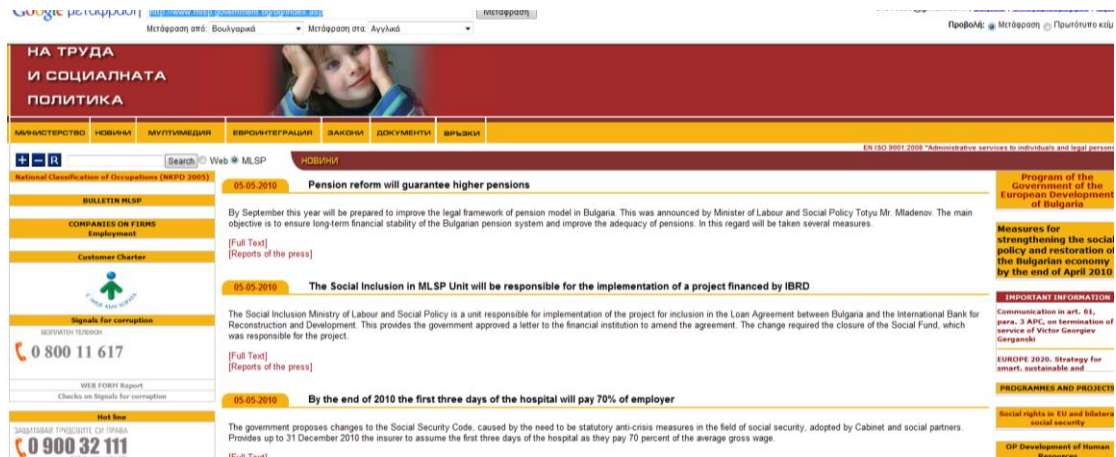 Google μετάφραση
http://www.mlsp.government.bg/bg/index.asp
Μετάφραση
Μετάφραση από: Βουλγαρικά
Μετάφραση στα: Αγγλικά
Προβολή:
Μετάφραση
Πρωτότυπο
НА ТРУДА
И СОЦИАЛНАТА
ПОЛИТИКА
МИНИСТЕРСТВО НОВИНИ МУЛТИМЕДИЯ ЕВРОИНТЕГРАЦИЯ ЗАКОНИ ДОКУМЕНТИ ВРЪЗКИ
EN ISO 9001:2008 "Administrative services to individuals and legal persons
+ − R
Search
Web
MLSP
НОВИНИ
National Classification of Occupations (NKPO 2005)
BULLETIN MLSP
COMPANIES ON FIRMS
Employment
Customer Charter
Signals for corruption
БЕЗПЛАТЕН ТЕЛЕФОН
0 800 11 617
WEB FORM Report
Checks on Signals for corruption
Hot line
ЗАЩИТАВАЙ ТРУДОВИТЕ СИ ПРАВА
0 900 32 111
05-05-2010
Pension reform will guarantee higher pensions
By September this year will be prepared to improve the legal framework of pension model in Bulgaria. This was announced by Minister of Labour and Social Policy Totyu Mr. Mladenov. The main
objective is to ensure long-term financial stability of the Bulgarian pension system and improve the adequacy of pensions. In this regard will be taken several measures.
[Full Text]
[Reports of the press]
05-05-2010
The Social Inclusion in MLSP Unit will be responsible for the implementation of a project financed by IBRD
The Social Inclusion Ministry of Labour and Social Policy is a unit responsible for implementation of the project for inclusion in the Loan Agreement between Bulgaria and the International Bank for
Reconstruction and Development. This provides the government approved a letter to the financial institution to amend the agreement. The change required the closure of the Social Fund, which
was responsible for the project.
[Full Text]
[Reports of the press]
05-05-2010
By the end of 2010 the first three days of the hospital will pay 70% of employer
The government proposes changes to the Social Security Code, caused by the need to be statutory anti-crisis measures in the field of social security, adopted by Cabinet and social partners.
Provides up to 31 December 2010 the insurer to assume the first three days of the hospital as they pay 70 percent of the average gross wage.
[Full Text]
Program of the
Government of the
European Development
of Bulgaria
Measures for
strengthening the social
policy and restoration of
the Bulgarian economy
by the end of April 2010
IMPORTANT INFORMATION
Communication in art. 61,
para. 3 APC, on termination of
service of Victor Georgiev
Gerganski
EUROPE 2020. Strategy for
smart, sustainable and
PROGRAMMES AND PROJECTS
Social rights in EU and bilateral
social security
OP Development of Human
Resources